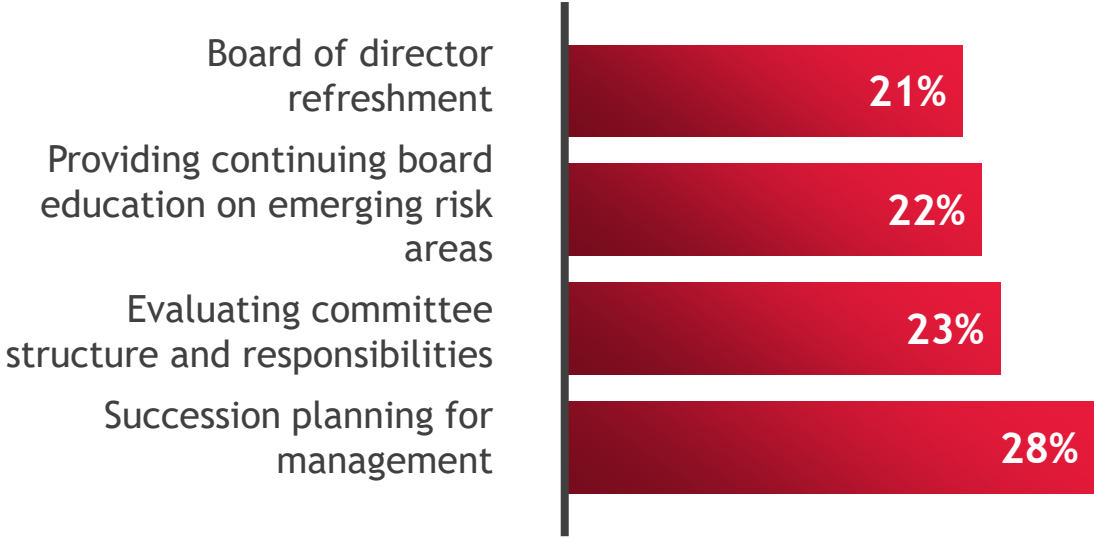 Board of director
refreshment
21%
Providing continuing board
education on emerging risk
areas
22%
Evaluating committee
structure and responsibilities
23%
Succession planning for
management
28%